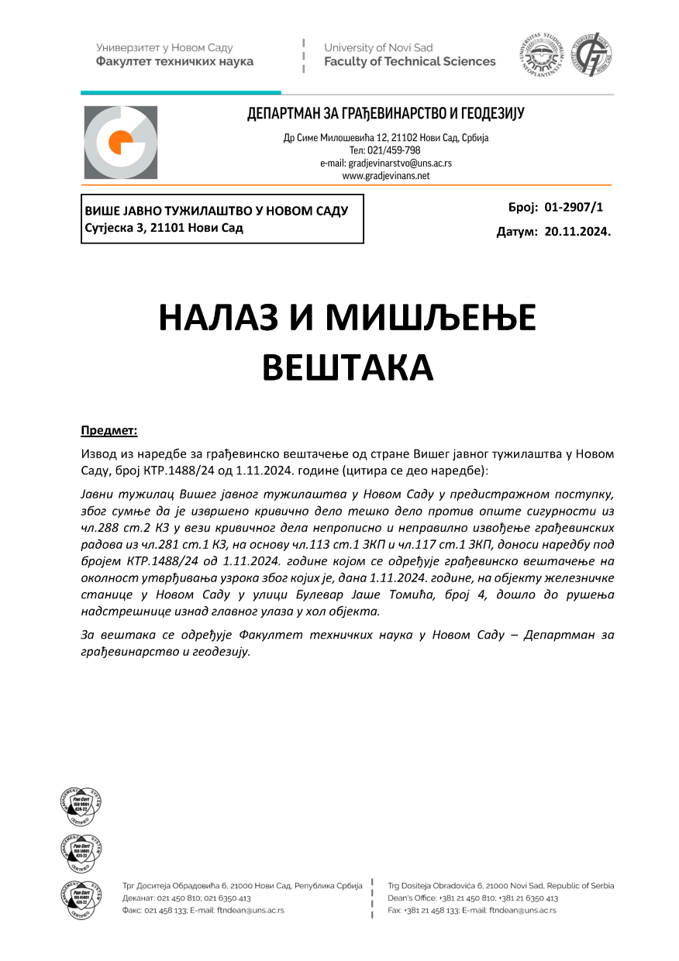 Универзитет у Новом Саду
Факултет техничких наука
University of Novi Sad
Faculty of Technical Sciences
ДЕПАРТМАН ЗА ГРАЂЕВИНАРСТВО И ГЕОДЕЗИЈУ
Др Симе Милошевића 12, 21102 Нови Сад, Србија
Тел: 021/459-798
e-mail: gradjevinarstvo@uns.ac.rs
www.gradjevinans.net
ВИШЕ ЈАВНО ТУЖИЛАШТВО У НОВОМ САДУ
Сутјеска 3, 21101 Нови Сад
Број: 01-2907/1
Датум: 20.11.2024.
НАЛАЗ И МИШЉЕЊЕ
ВЕШТАКА
Предмет:
Извод из наредбе за грађевинско вештачење од стране Вишег јавног тужилаштва у Новом
Саду, број КТР.1488/24 од 1.11.2024. године (цитира се део наредбе):
Јавни тужилац Вишег јавног тужилаштва у Новом Саду у предистражном поступку,
због сумње да је извршено кривично дело тешко дело против опште сигурности из
чл.288 ст.2 КЗ у вези кривичног дела непрописно и неправилно извођење грађевинских
радова из чл.281 ст.1 КЗ, на основу чл.113 ст.1 ЗКП и чл.117 ст.1 ЗКП, доноси наредбу под
бројем КТР.1488/24 од 1.11.2024. године којом се одређује грађевинско вештачење на
околност утврђивања узрока због којих је, дана 1.11.2024. године, на објекту железничке
станице у Новом Саду у улици Булевар Јаше Томића, број 4, дошло до рушења
надстрешнице изнад главног улаза у хол објекта.
За вештака се одређује Факултет техничких наука у Новом Саду – Департман за
грађевинарство и геодезију.
Трг Доситеја Обрадовића 6, 21000 Нови Сад, Република Србија
Деканат: 021 450 810; 021 6350 413
Факс: 021 458 133; E-mail: ftndean@uns.ac.rs
Trg Dositeja Obradovića 6, 21000 Novi Sad, Republic of Serbia
Dean's Office: +381 21 450 810; +381 21 6350 413
Fax: +381 21 458 133; E-mail: ftndean@uns.ac.rs